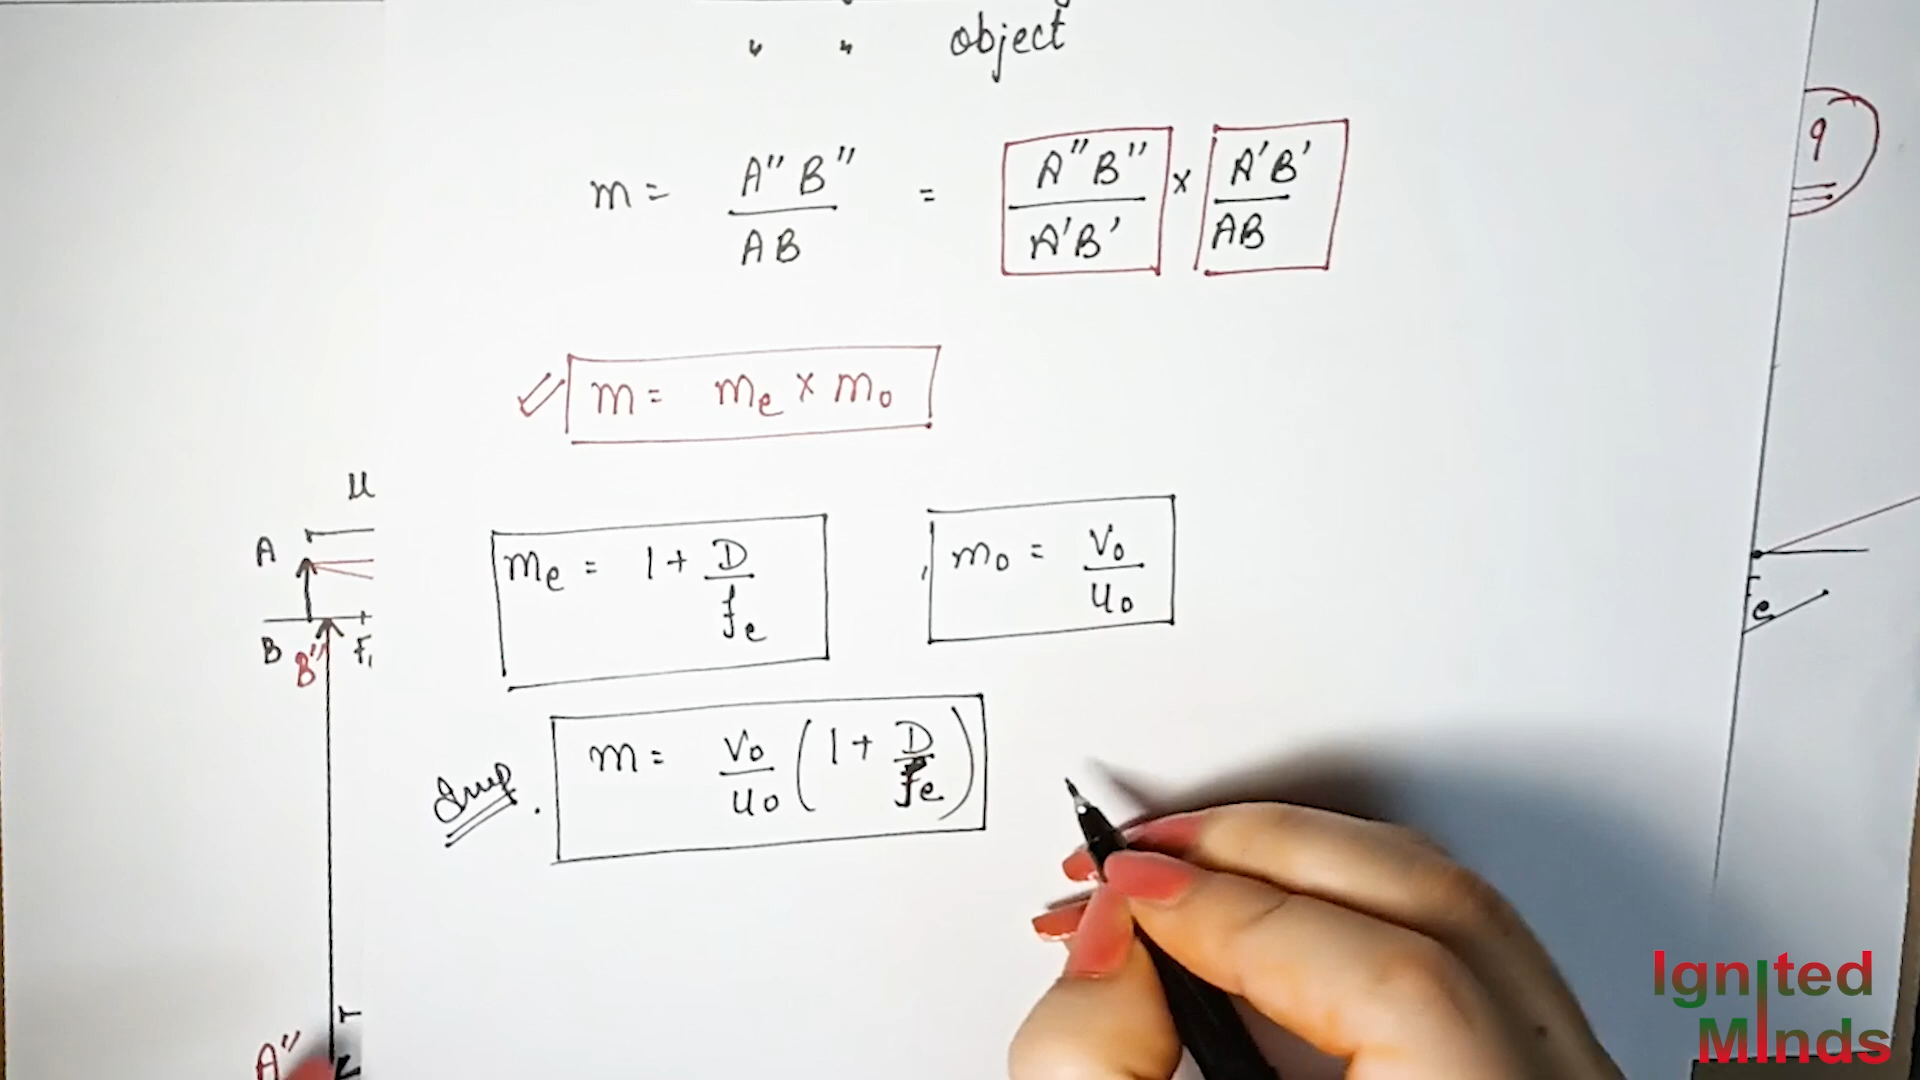 " " object
m = A"B" / AB = A"B" / A'B' × A'B' / AB
9
m = me × mo
u
A
me = 1 + D / fe , mo = vo / uo
B B" F1
e
Imp. m = vo / uo (1 + D / fe)
A"
Ignited
Minds